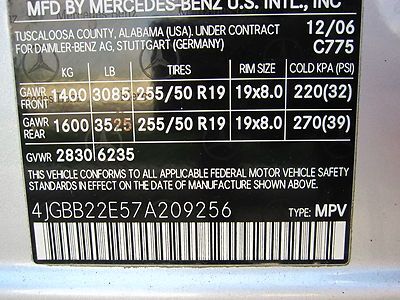 MFD BY MERCEDES-BENZ U.S. INTL., INC
TUSCALOOSA COUNTY, ALABAMA (USA). UNDER CONTRACT 12/06
FOR DAIMLER-BENZ AG, STUTTGART (GERMANY) C775
KG LB TIRES RIM SIZE COLD KPA (PSI)
GAWR FRONT 1400 3085 255/50 R19 19x8.0 220(32)
GAWR REAR 1600 3525 255/50 R19 19x8.0 270(39)
GVWR 2830 6235
THIS VEHICLE CONFORMS TO ALL APPLICABLE FEDERAL MOTOR VEHICLE SAFETY
STANDARDS IN EFFECT ON THE DATE OF MANUFACTURE SHOWN ABOVE.
4JGBB22E57A209256 TYPE: MPV